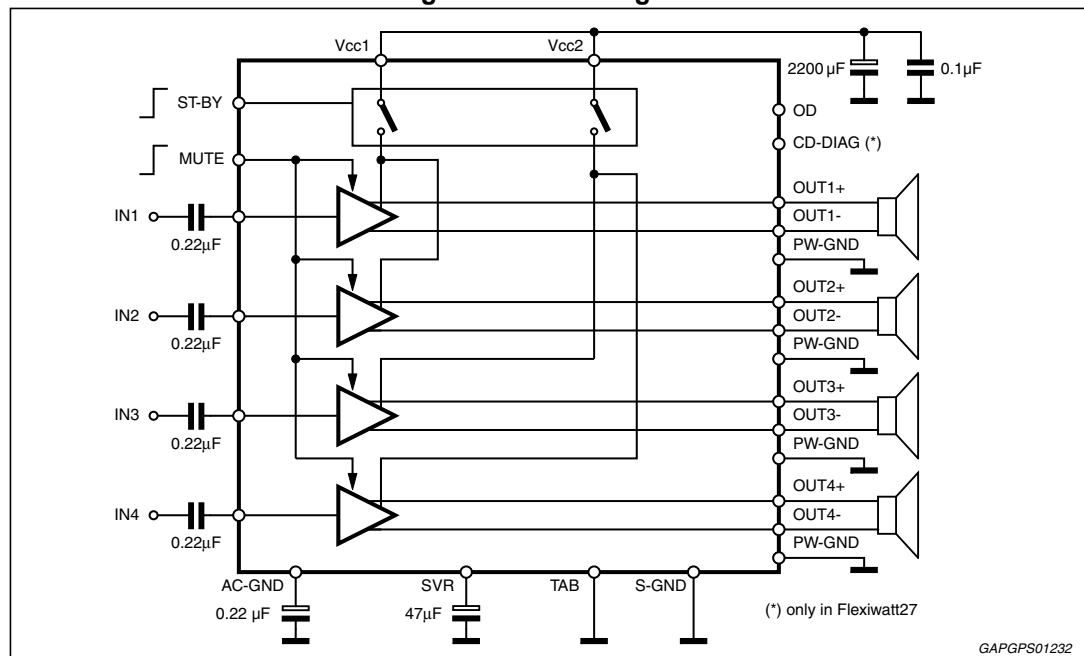 Vcc1
Vcc2
2200 µF
0.1µF
ST-BY
OD
CD-DIAG (*)
MUTE
OUT1+
IN1
OUT1-
0.22µF
PW-GND
OUT2+
IN2
OUT2-
0.22µF
PW-GND
OUT3+
IN3
OUT3-
0.22µF
PW-GND
OUT4+
IN4
OUT4-
0.22µF
PW-GND
AC-GND
SVR
TAB
S-GND
0.22 µF
47µF
(*) only in Flexiwatt27
GAPGPS01232